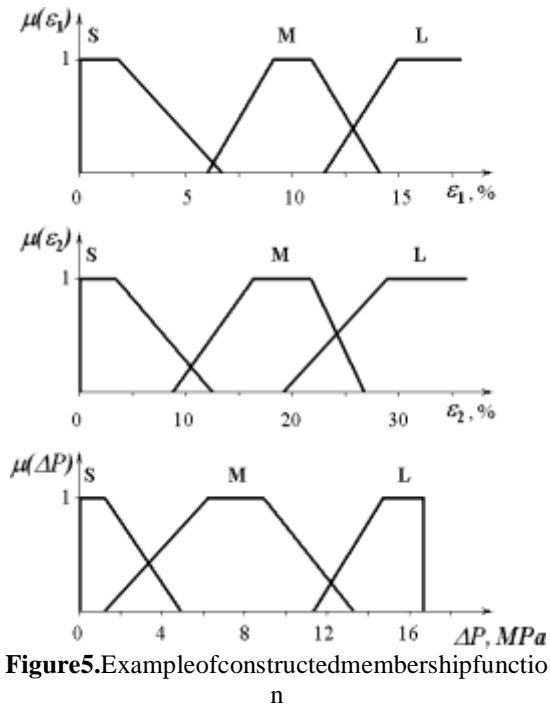 μ(ε₁) S M L
1
0 5 10 15 ε₁, %
μ(ε₂) S M L
1
0 10 20 30 ε₂, %
μ(ΔP) S M L
1
0 4 8 12 16 ΔP, MPa
Figure5.Exampleofconstructedmembershipfunctio
n